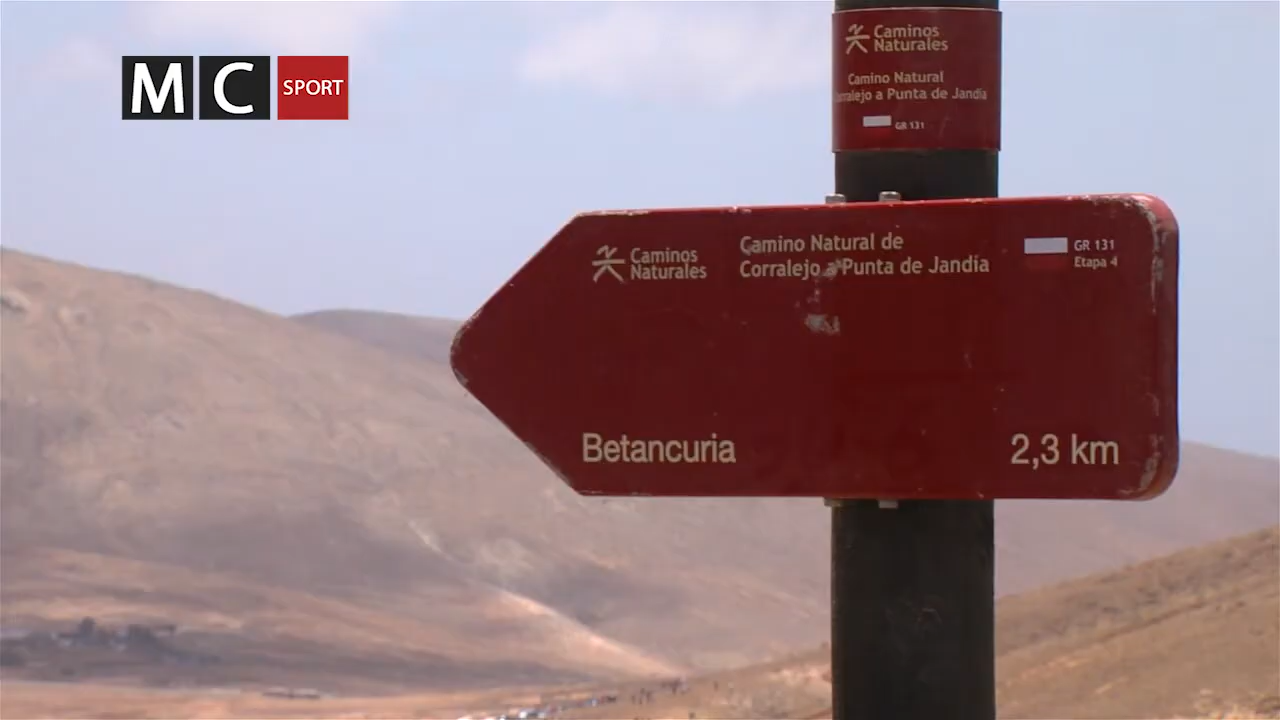 MC SPORT
Caminos
Naturales
Camino Natural
Corralejo a Punta de Jandía
GR 131
Caminos
Naturales
Camino Natural de
Corralejo a Punta de Jandía
GR 131
Etapa 4
Betancuria
2,3 km